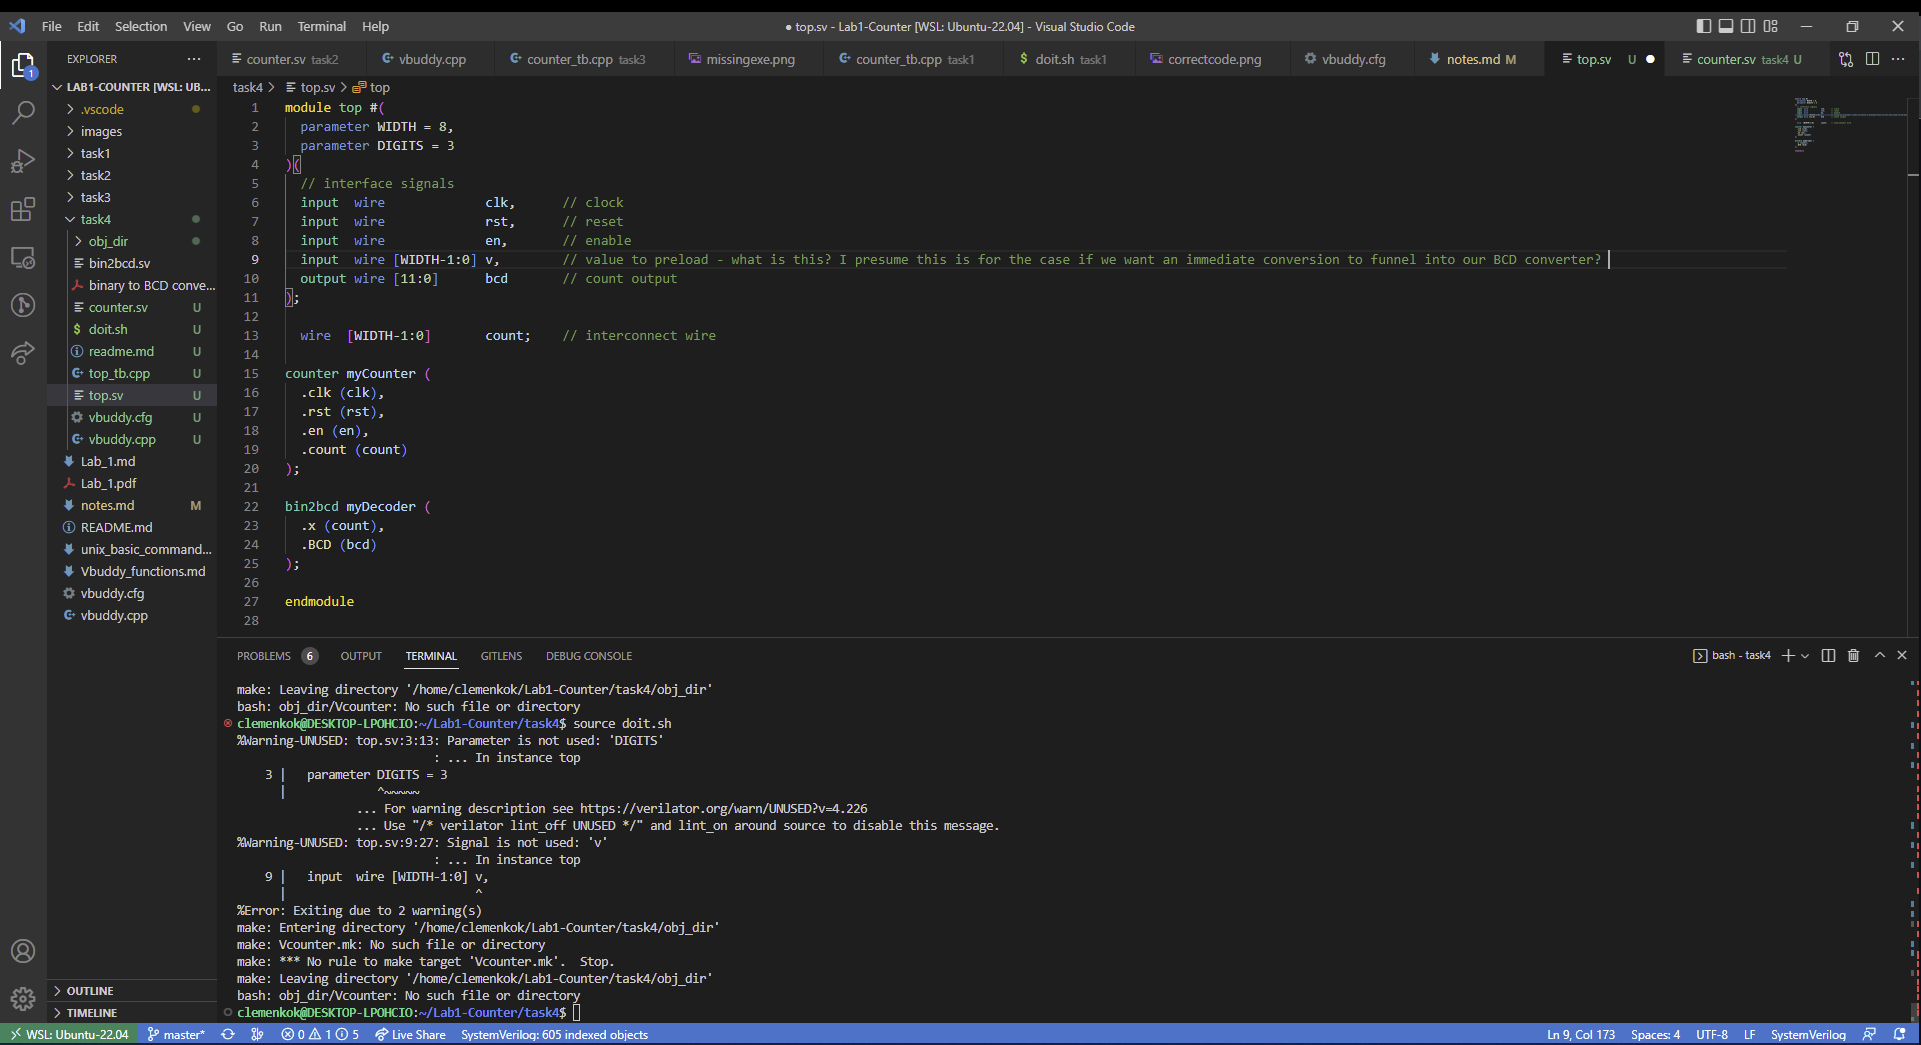 File Edit Selection View Go Run Terminal Help
● top.sv - Lab1-Counter [WSL: Ubuntu-22.04] - Visual Studio Code
EXPLORER
counter.sv task2 vbuddy.cpp counter_tb.cpp task3 missingexe.png counter_tb.cpp task1 doit.sh task1 correctcode.png vbuddy.cfg notes.md M top.sv U ● counter.sv task4 U
1
LAB1-COUNTER [WSL: UB...
.vscode
images
task1
task2
task3
task4
obj_dir
bin2bcd.sv
binary to BCD conve...
counter.sv U
doit.sh U
readme.md U
top_tb.cpp U
top.sv U
vbuddy.cfg U
vbuddy.cpp U
Lab_1.md
Lab_1.pdf
notes.md M
README.md
unix_basic_command...
Vbuddy_functions.md
vbuddy.cfg
vbuddy.cpp
OUTLINE
TIMELINE
task4 > top.sv > top
1 module top #(
2 parameter WIDTH = 8,
3 parameter DIGITS = 3
4 )(
5 // interface signals
6 input wire clk, // clock
7 input wire rst, // reset
8 input wire en, // enable
9 input wire [WIDTH-1:0] v, // value to preload - what is this? I presume this is for the case if we want an immediate conversion to funnel into our BCD converter?
10 output wire [11:0] bcd // count output
11 );
12
13 wire [WIDTH-1:0] count; // interconnect wire
14
15 counter myCounter (
16 .clk (clk),
17 .rst (rst),
18 .en (en),
19 .count (count)
20 );
21
22 bin2bcd myDecoder (
23 .x (count),
24 .BCD (bcd)
25 );
26
27 endmodule
28
PROBLEMS 6 OUTPUT TERMINAL GITLENS DEBUG CONSOLE
bash - task4
make: Leaving directory '/home/clemenkok/Lab1-Counter/task4/obj_dir'
bash: obj_dir/Vcounter: No such file or directory
clemenkok@DESKTOP-LPOHCIO:~/Lab1-Counter/task4$ source doit.sh
%Warning-UNUSED: top.sv:3:13: Parameter is not used: 'DIGITS'
: ... In instance top
3 | parameter DIGITS = 3
| ^~~~~~
... For warning description see https://verilator.org/warn/UNUSED?v=4.226
... Use "/* verilator lint_off UNUSED */" and lint_on around source to disable this message.
%Warning-UNUSED: top.sv:9:27: Signal is not used: 'v'
: ... In instance top
9 | input wire [WIDTH-1:0] v,
| ^
%Error: Exiting due to 2 warning(s)
make: Entering directory '/home/clemenkok/Lab1-Counter/task4/obj_dir'
make: Vcounter.mk: No such file or directory
make: *** No rule to make target 'Vcounter.mk'. Stop.
make: Leaving directory '/home/clemenkok/Lab1-Counter/task4/obj_dir'
bash: obj_dir/Vcounter: No such file or directory
clemenkok@DESKTOP-LPOHCIO:~/Lab1-Counter/task4$
WSL: Ubuntu-22.04 master* 0 1 5 Live Share SystemVerilog: 605 indexed objects Ln 9, Col 173 Spaces: 4 UTF-8 LF SystemVerilog